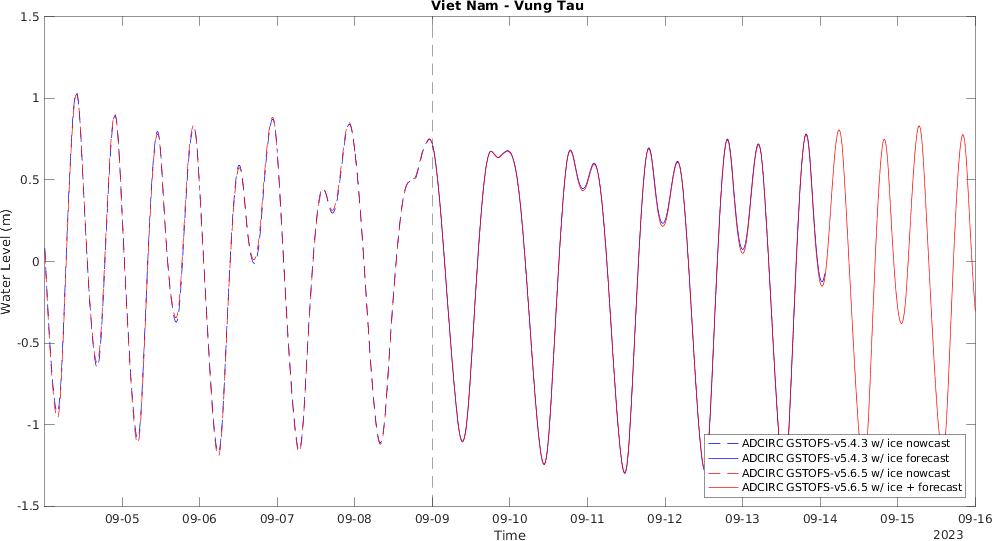 Viet Nam - Vung Tau
1.5
1
0.5
0
-0.5
-1
-1.5
Water Level (m)
ADCIRC GSTOFS-v5.4.3 w/ ice nowcast
ADCIRC GSTOFS-v5.4.3 w/ ice forecast
ADCIRC GSTOFS-v5.6.5 w/ ice nowcast
ADCIRC GSTOFS-v5.6.5 w/ ice + forecast
09-05 09-06 09-07 09-08 09-09 09-10 09-11 09-12 09-13 09-14 09-15 09-16
Time
2023